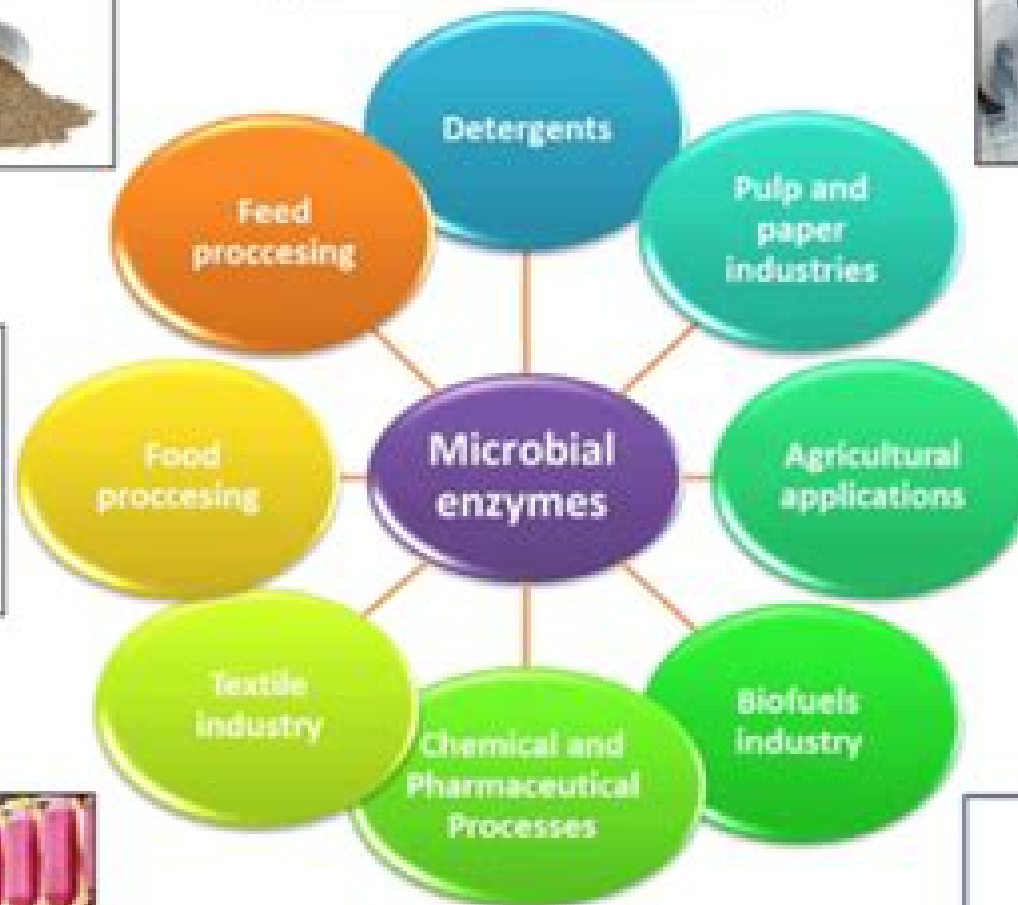 Detergents
Pulp and
paper
industries
Agricultural
applications
Biofuels
industry
Chemical and
Pharmaceutical
Processes
Textile
industry
Food
proccesing
Feed
proccesing
Microbial
enzymes